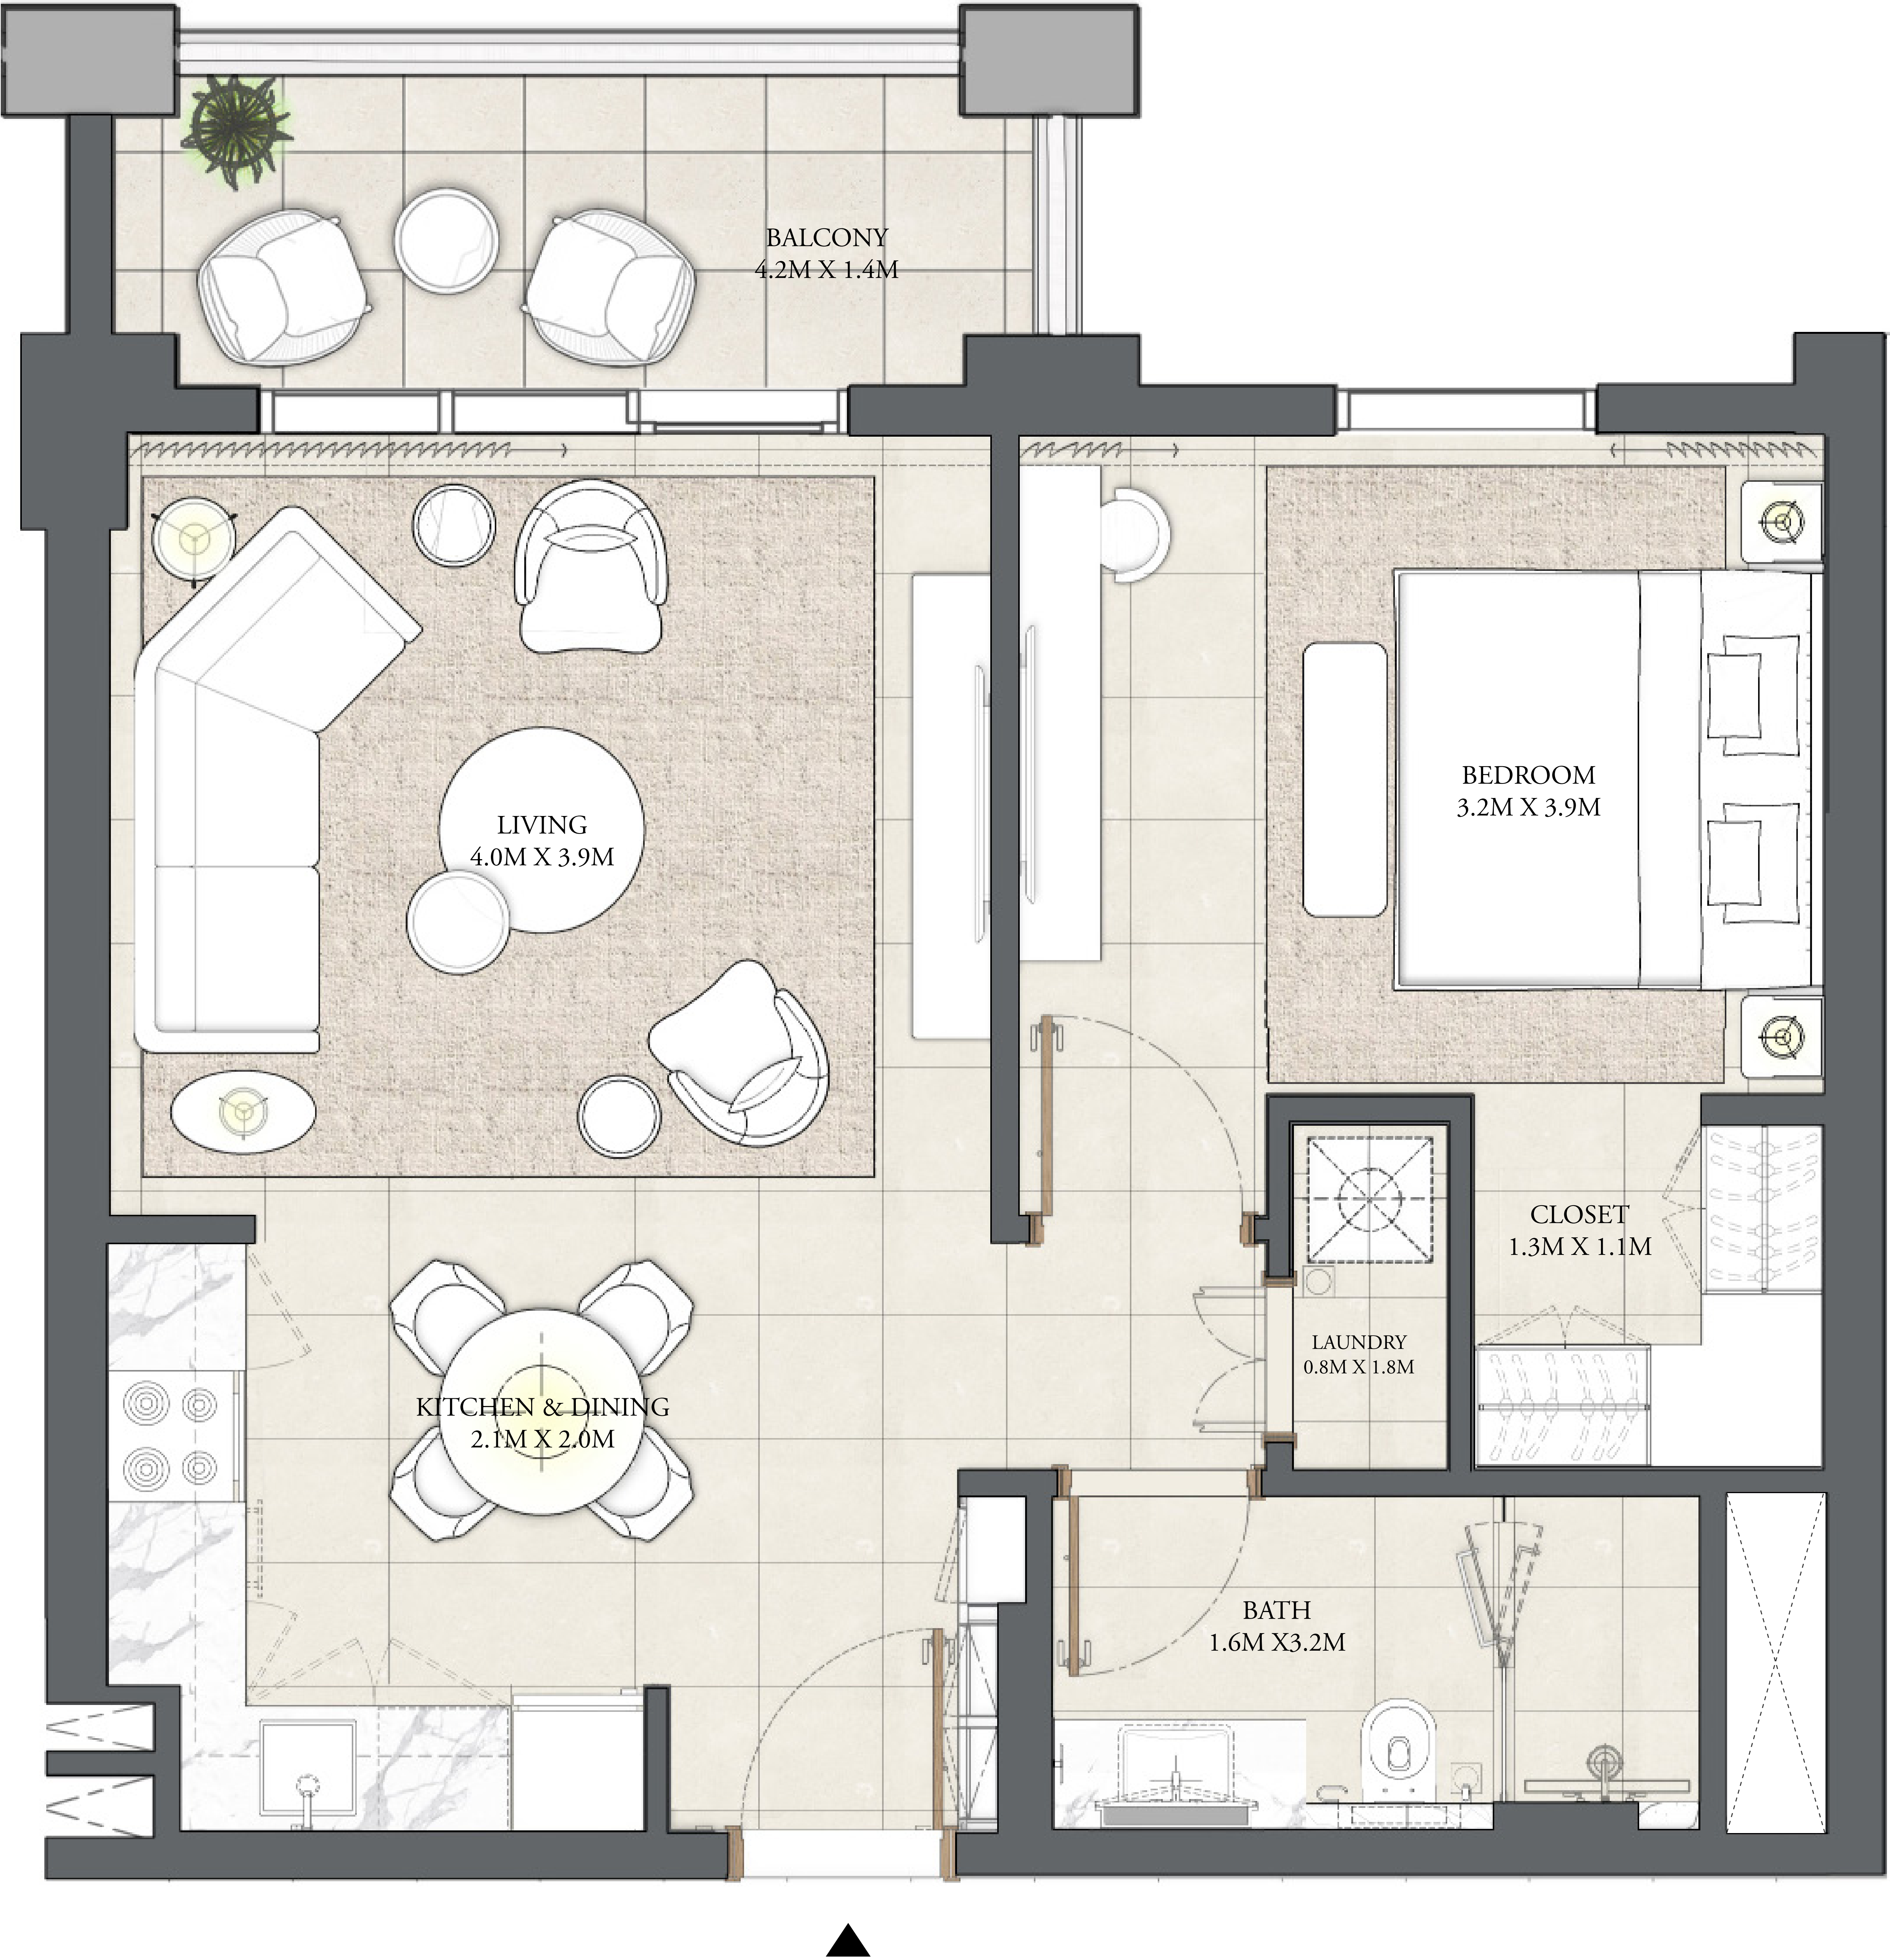 BALCONY
4.2M X 1.4M
LIVING
4.0M X 3.9M
BEDROOM
3.2M X 3.9M
CLOSET
1.3M X 1.1M
LAUNDRY
0.8M X 1.8M
KITCHEN & DINING
2.1M X 2.0M
BATH
1.6M X3.2M